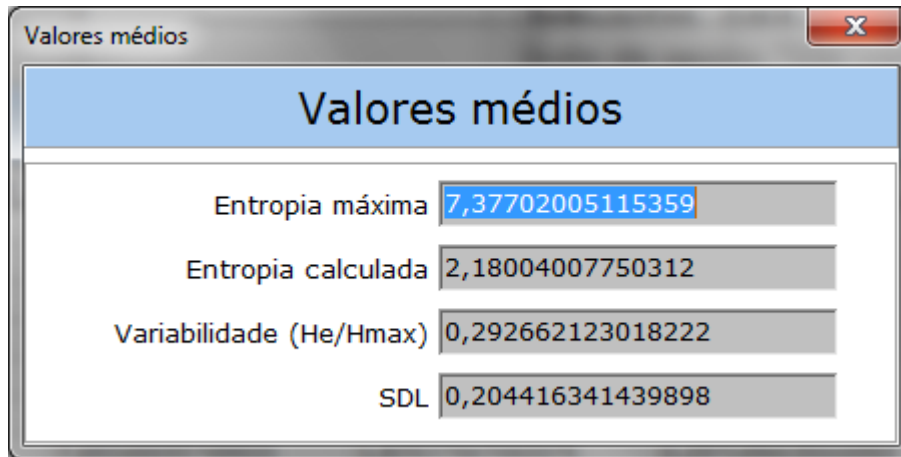 Valores médios
Valores médios
Entropia máxima 7,37702005115359
Entropia calculada 2,18004007750312
Variabilidade (He/Hmax) 0,292662123018222
SDL 0,204416341439898